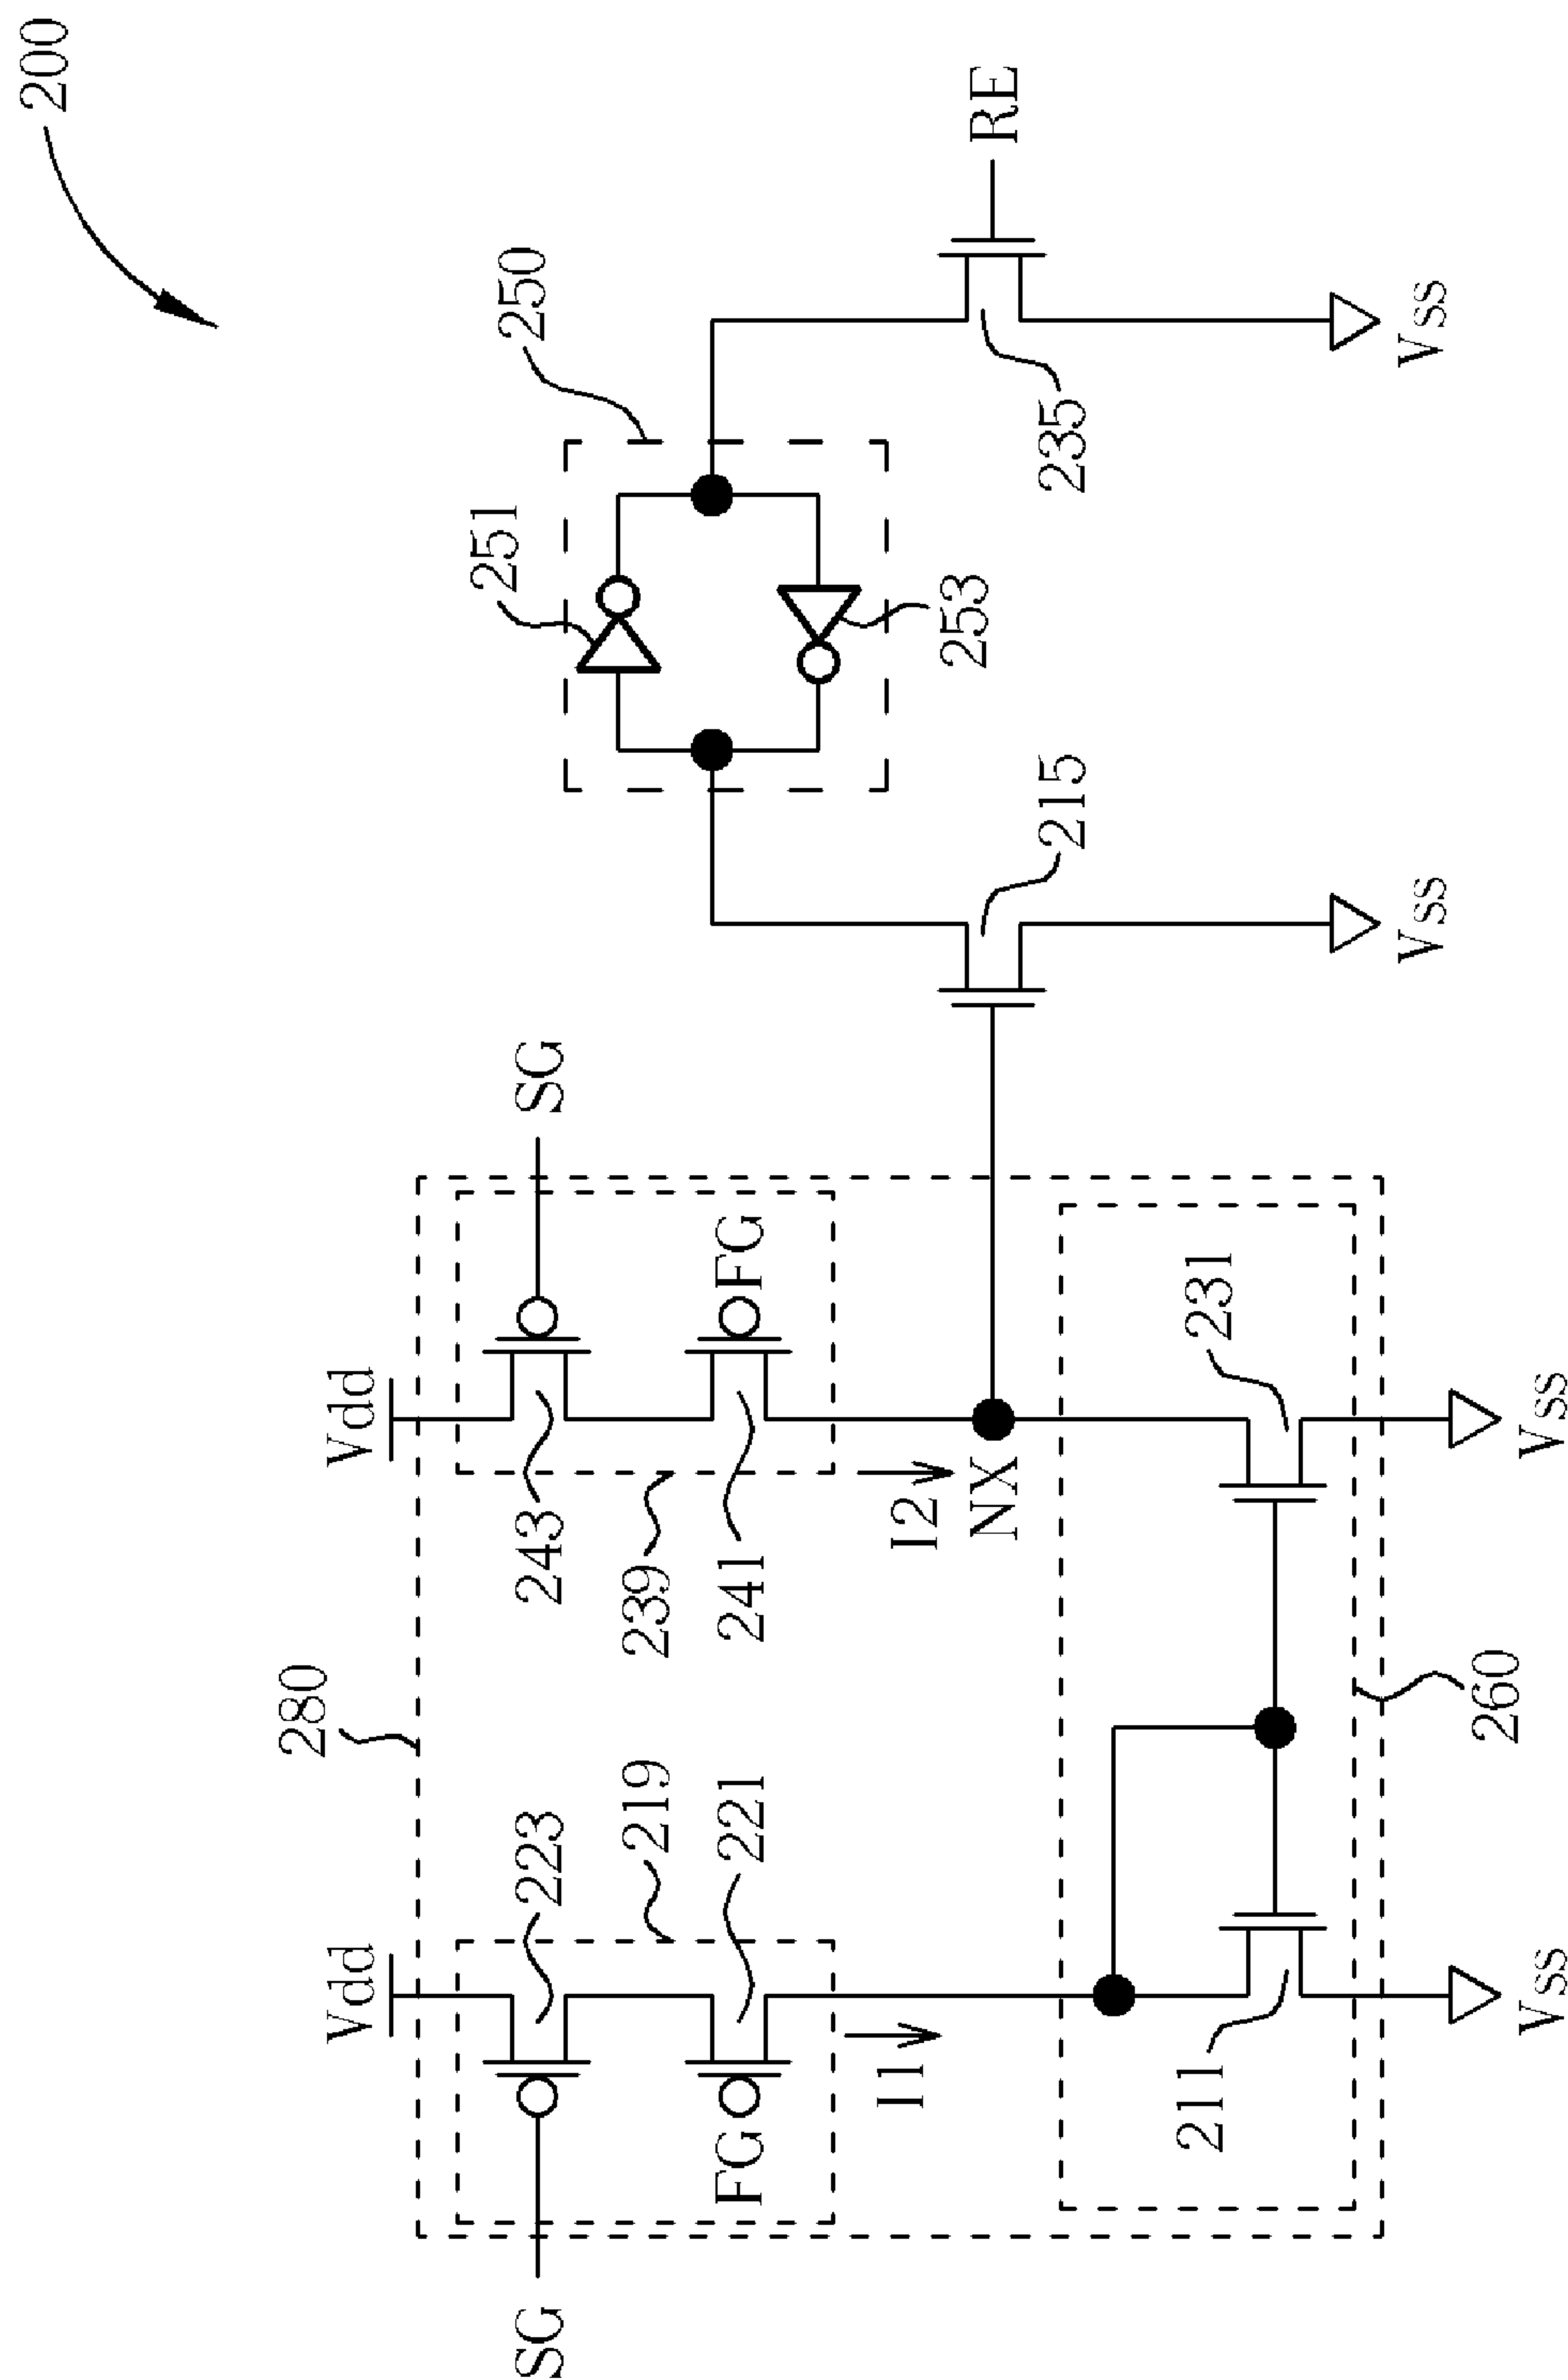 200
Vdd
Vdd
280
SG
SG
223
243
250
251
219
239
221
241
FG
FG
253
RE
I1
I2
NX
215
235
211
231
Vss
Vss
260
Vss
Vss